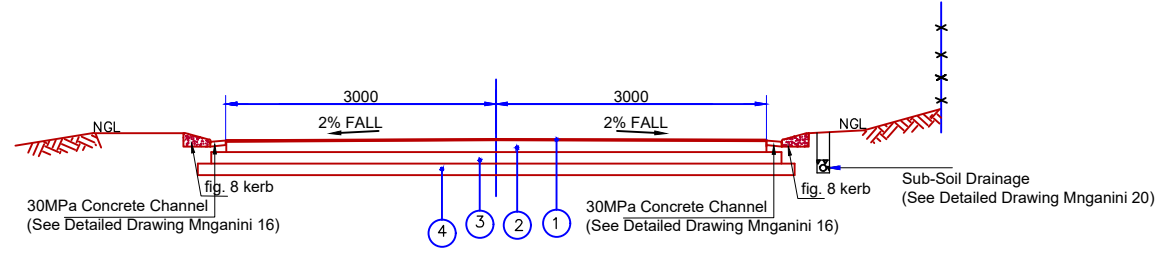 3000
3000
2% FALL
2% FALL
NGL
NGL
fig. 8 kerb
fig. 8 kerb
30MPa Concrete Channel
(See Detailed Drawing Mnganini 16)
30MPa Concrete Channel
(See Detailed Drawing Mnganini 16)
Sub-Soil Drainage
(See Detailed Drawing Mnganini 20)
4
3
2
1